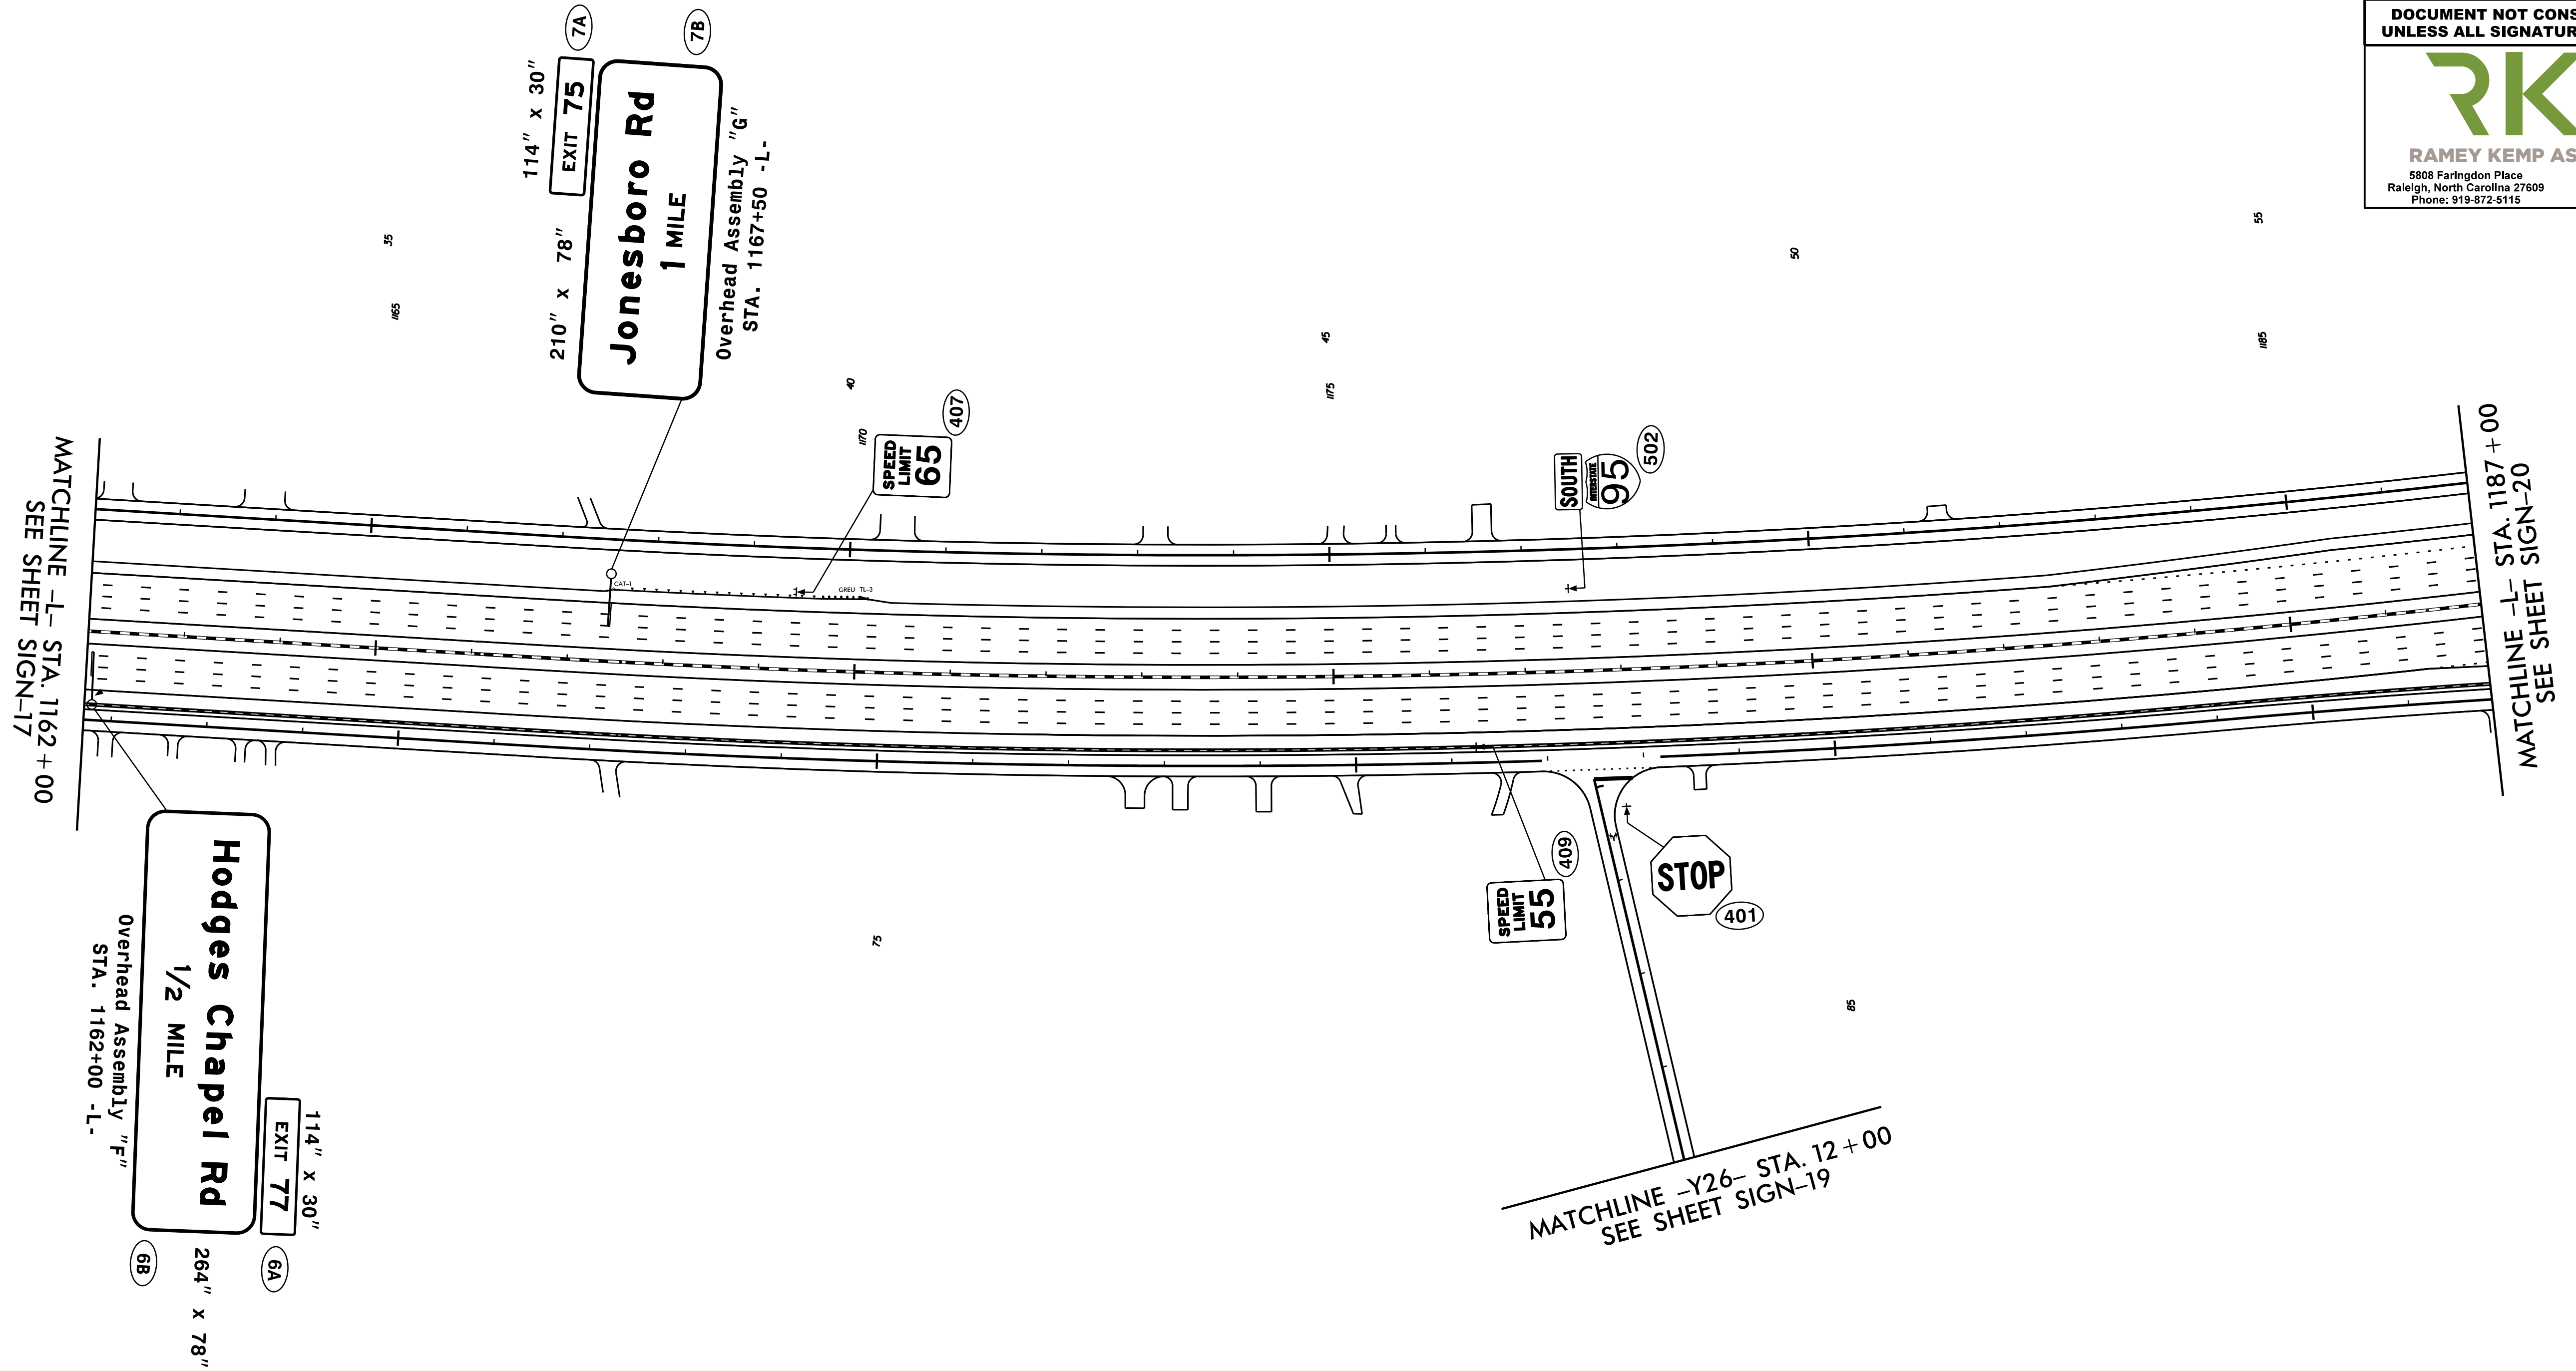 DOCUMENT NOT CONS
UNLESS ALL SIGNATUR
RK
RAMEY KEMP AS
5808 Faringdon Place
Raleigh, North Carolina 27609
Phone: 919-872-5115
7A
7B
114" x 30"
EXIT 75
210" x 78"
Jonesboro Rd
1 MILE
Overhead Assembly "G"
STA. 1167+50 -L-
35
1165
40
1170
45
1175
50
55
1185
SPEED
LIMIT
65
407
SOUTH
INTERSTATE
95
502
CAT-1
GREU TL-3
MATCHLINE -L- STA. 1162+00
SEE SHEET SIGN-17
MATCHLINE -L- STA. 1187+00
SEE SHEET SIGN-20
114" x 30"
EXIT 77
6A
Hodges Chapel Rd
1/2 MILE
264" x 78"
6B
Overhead Assembly "F"
STA. 1162+00 -L-
75
409
SPEED
LIMIT
55
STOP
401
85
MATCHLINE -Y26- STA. 12+00
SEE SHEET SIGN-19